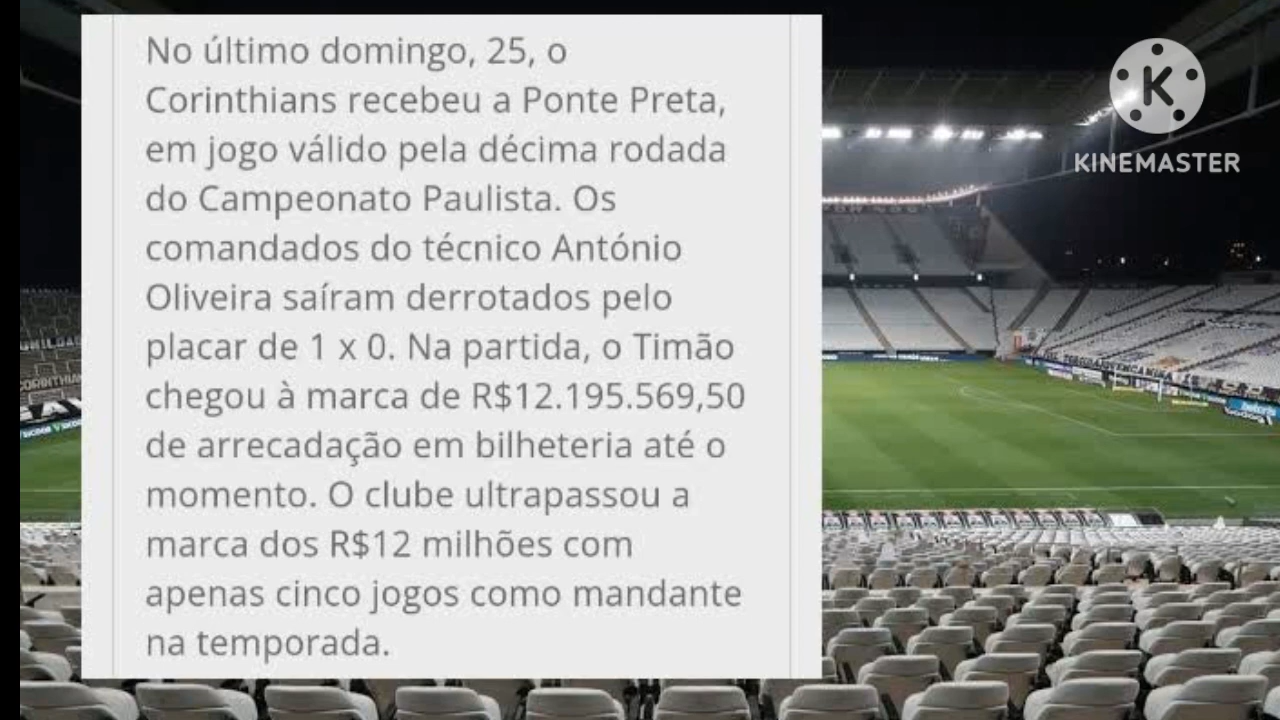 No último domingo, 25, o
Corinthians recebeu a Ponte Preta,
em jogo válido pela décima rodada
do Campeonato Paulista. Os
comandados do técnico António
Oliveira saíram derrotados pelo
placar de 1 x 0. Na partida, o Timão
chegou à marca de R$12.195.569,50
de arrecadação em bilheteria até o
momento. O clube ultrapassou a
marca dos R$12 milhões com
apenas cinco jogos como mandante
na temporada.
K
KINEMASTER